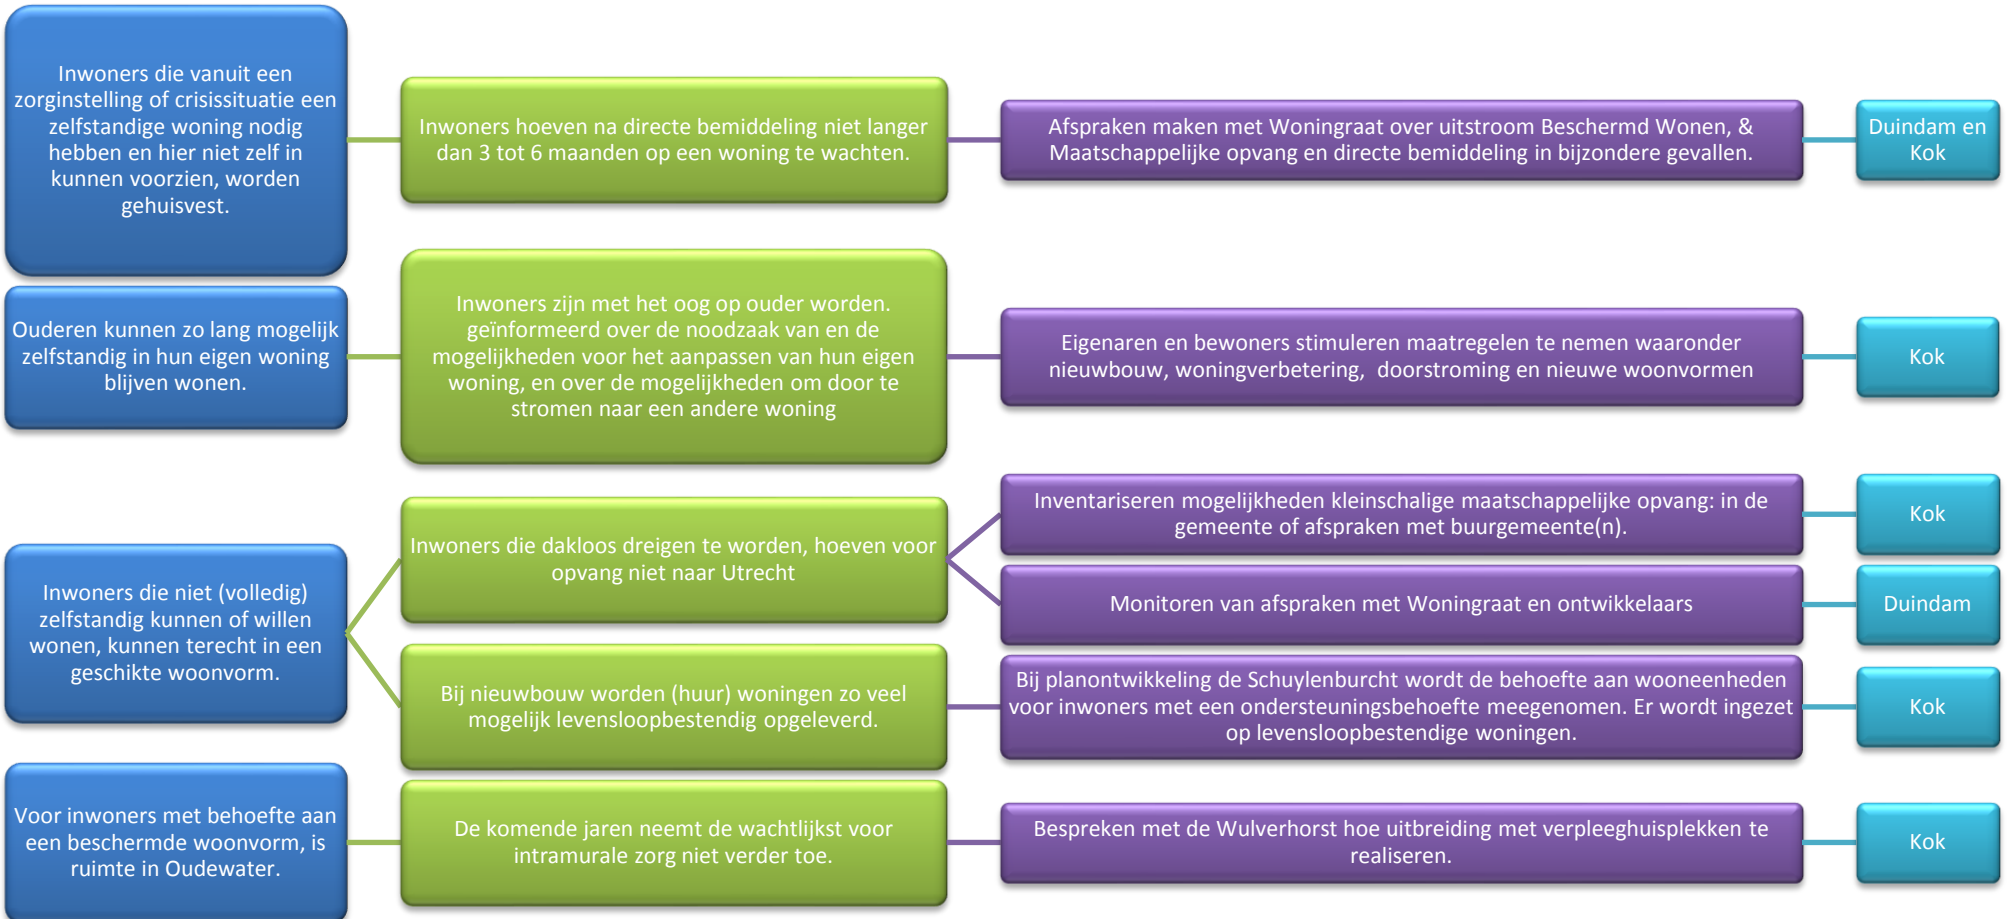 Inwoners die vanuit een
zorginstelling of crisissituatie een
zelfstandige woning nodig
hebben en hier niet zelf in
kunnen voorzien, worden
gehuisvest.
Inwoners hoeven na directe bemiddeling niet langer
dan 3 tot 6 maanden op een woning te wachten.
Afspraken maken met Woningraat over uitstroom Beschermd Wonen, &
Maatschappelijke opvang en directe bemiddeling in bijzondere gevallen.
Duindam en
Kok
Ouderen kunnen zo lang mogelijk
zelfstandig in hun eigen woning
blijven wonen.
Inwoners zijn met het oog op ouder worden.
geïnformeerd over de noodzaak van en de
mogelijkheden voor het aanpassen van hun eigen
woning, en over de mogelijkheden om door te
stromen naar een andere woning
Eigenaren en bewoners stimuleren maatregelen te nemen waaronder
nieuwbouw, woningverbetering, doorstroming en nieuwe woonvormen
Kok
Inwoners die niet (volledig)
zelfstandig kunnen of willen
wonen, kunnen terecht in een
geschikte woonvorm.
Inwoners die dakloos dreigen te worden, hoeven voor
opvang niet naar Utrecht
Inventariseren mogelijkheden kleinschalige maatschappelijke opvang: in de
gemeente of afspraken met buurgemeente(n).
Kok
Monitoren van afspraken met Woningraat en ontwikkelaars
Duindam
Bij nieuwbouw worden (huur) woningen zo veel
mogelijk levensloopbestendig opgeleverd.
Bij planontwikkeling de Schuylenburcht wordt de behoefte aan wooneenheden
voor inwoners met een ondersteuningsbehoefte meegenomen. Er wordt ingezet
op levensloopbestendige woningen.
Kok
Voor inwoners met behoefte aan
een beschermde woonvorm, is
ruimte in Oudewater.
De komende jaren neemt de wachtlijkst voor
intramurale zorg niet verder toe.
Bespreken met de Wulverhorst hoe uitbreiding met verpleeghuisplekken te
realiseren.
Kok